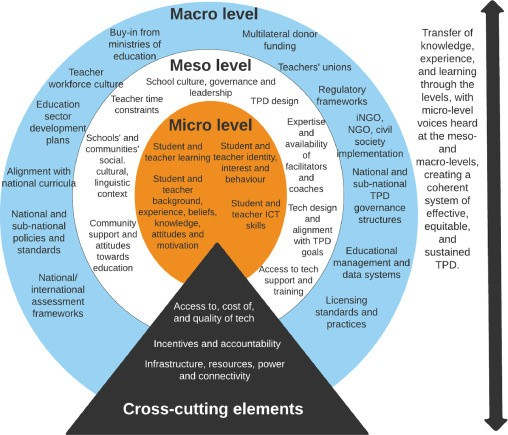 Macro level
Buy-in from
ministries of
education
Multilateral donor
funding
Teacher
workforce culture
Teachers' unions
Education
sector
development
plans
Regulatory
frameworks
iNGO,
NGO, civil
society
implementation
Alignment with
national curricula
National and
sub-national
TPD
governance
structures
National and
sub-national
policies and
standards
Educational
management and
data systems
National/
international
assessment
frameworks
Licensing
standards and
practices
Meso level
School culture, governance and
leadership
Teacher time
constraints
TPD design
Schools' and
communities'
social,
cultural,
linguistic
context
Expertise
and
availability
of
facilitators
and
coaches
Community
support and
attitudes
towards
education
Tech design
and
alignment
with TPD
goals
Access to tech
support and
training
Micro level
Student and
teacher learning
Student and
teacher identity,
interest and
behaviour
Student and
teacher
background,
experience, beliefs,
knowledge,
attitudes and
motivation
Student and
teacher ICT
skills
Access to, cost of,
and quality of tech
Incentives and accountability
Infrastructure, resources, power
and connectivity
Cross-cutting elements
Transfer of
knowledge,
experience,
and learning
through the
levels, with
micro-level
voices heard
at the meso-
and
macro-levels,
creating a
coherent
system of
effective,
equitable,
and
sustained
TPD.